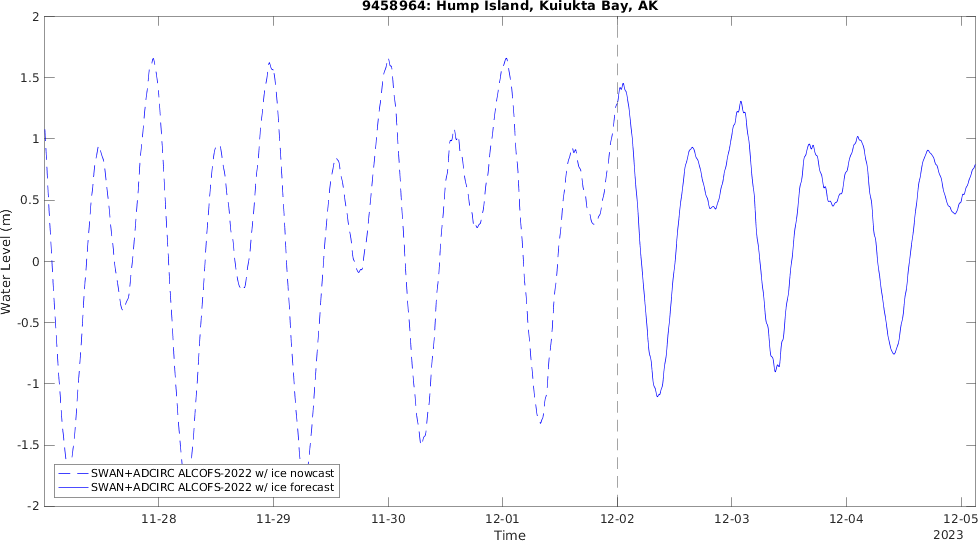 9458964: Hump Island, Kuiukta Bay, AK
2
1.5
1
0.5
0
-0.5
-1
-1.5
-2
Water Level (m)
SWAN+ADCIRC ALCOFS-2022 w/ ice nowcast
SWAN+ADCIRC ALCOFS-2022 w/ ice forecast
11-28 11-29 11-30 12-01 12-02 12-03 12-04 12-05
Time
2023